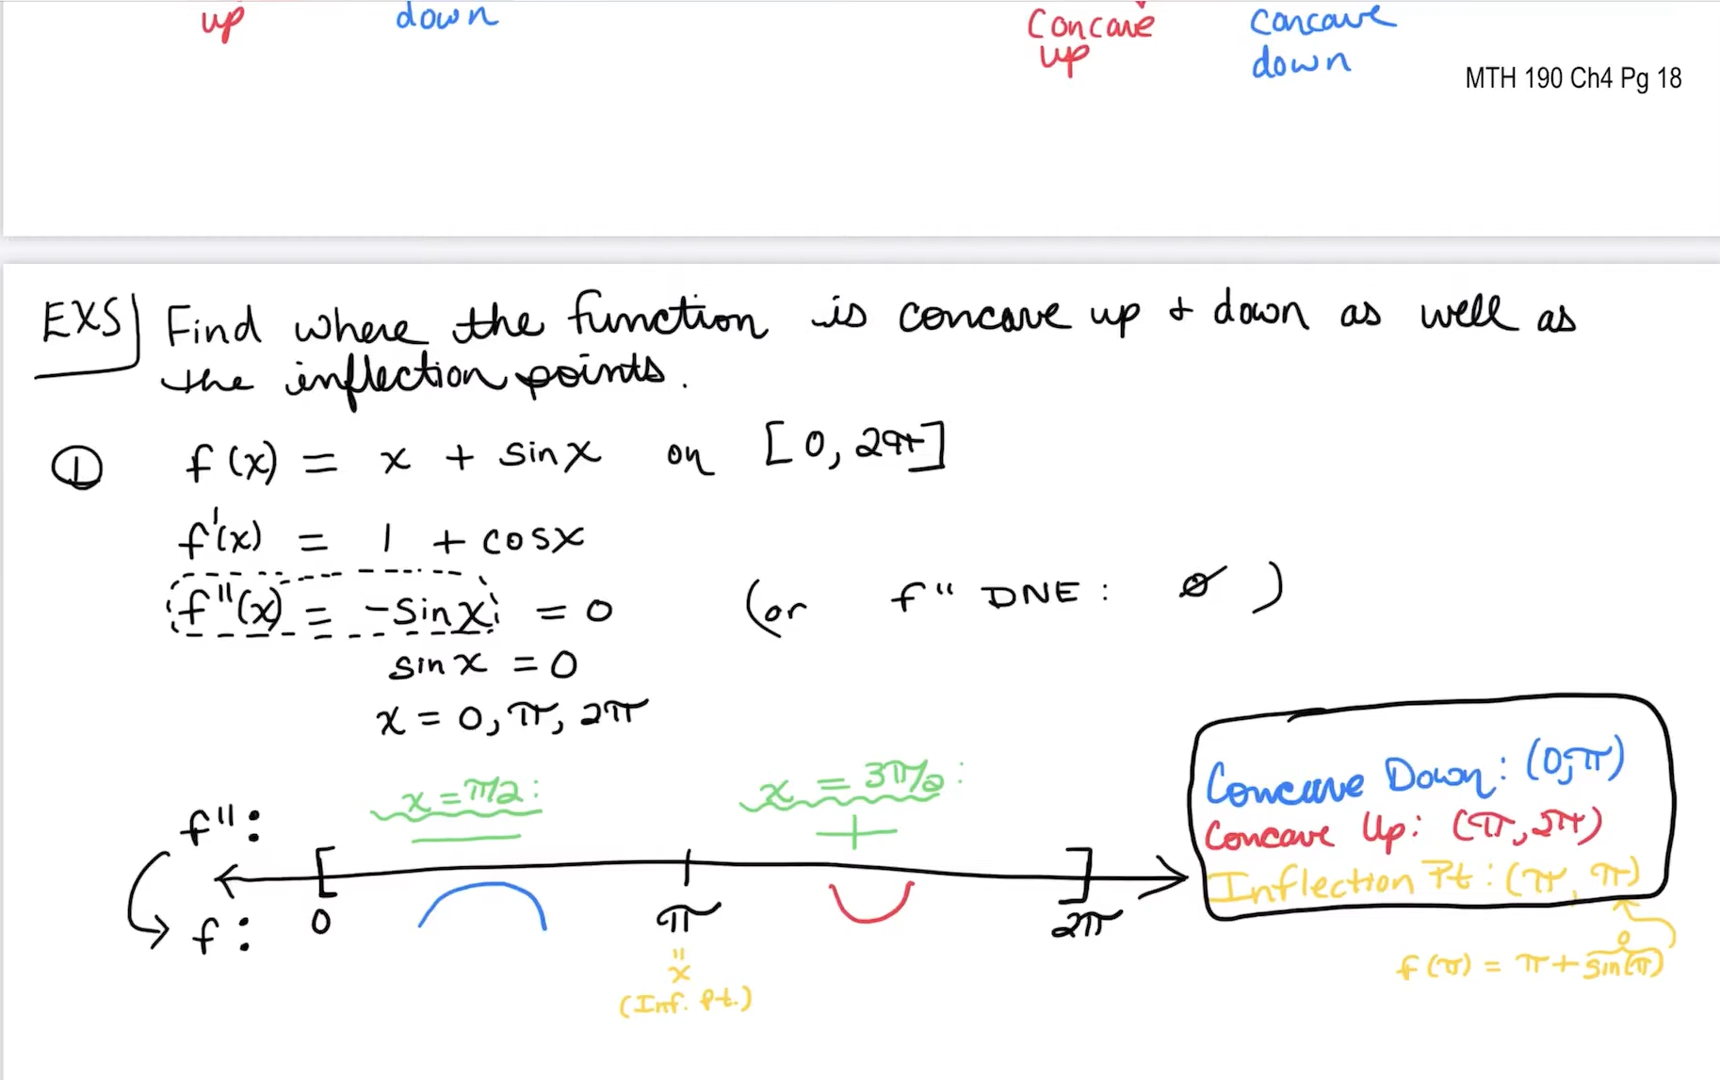 up down Concave concave
up down
MTH 190 Ch4 Pg 18
EXS Find where the function is concave up & down as well as
the inflection points.
① f(x) = x + sinx on [0, 2π]
f'(x) = 1 + cosx
f''(x) = -sinx = 0 (or f'' DNE: ∅)
sinx = 0
x = 0, π, 2π
x = π/2: x = 3π/2:
f'': — +
f: 0 π 2π
"
x
(Inf. Pt.)
Concave Down: (0, π)
Concave Up: (π, 2π)
Inflection Pt: (π, π)
0
f(π) = π + sin(π)